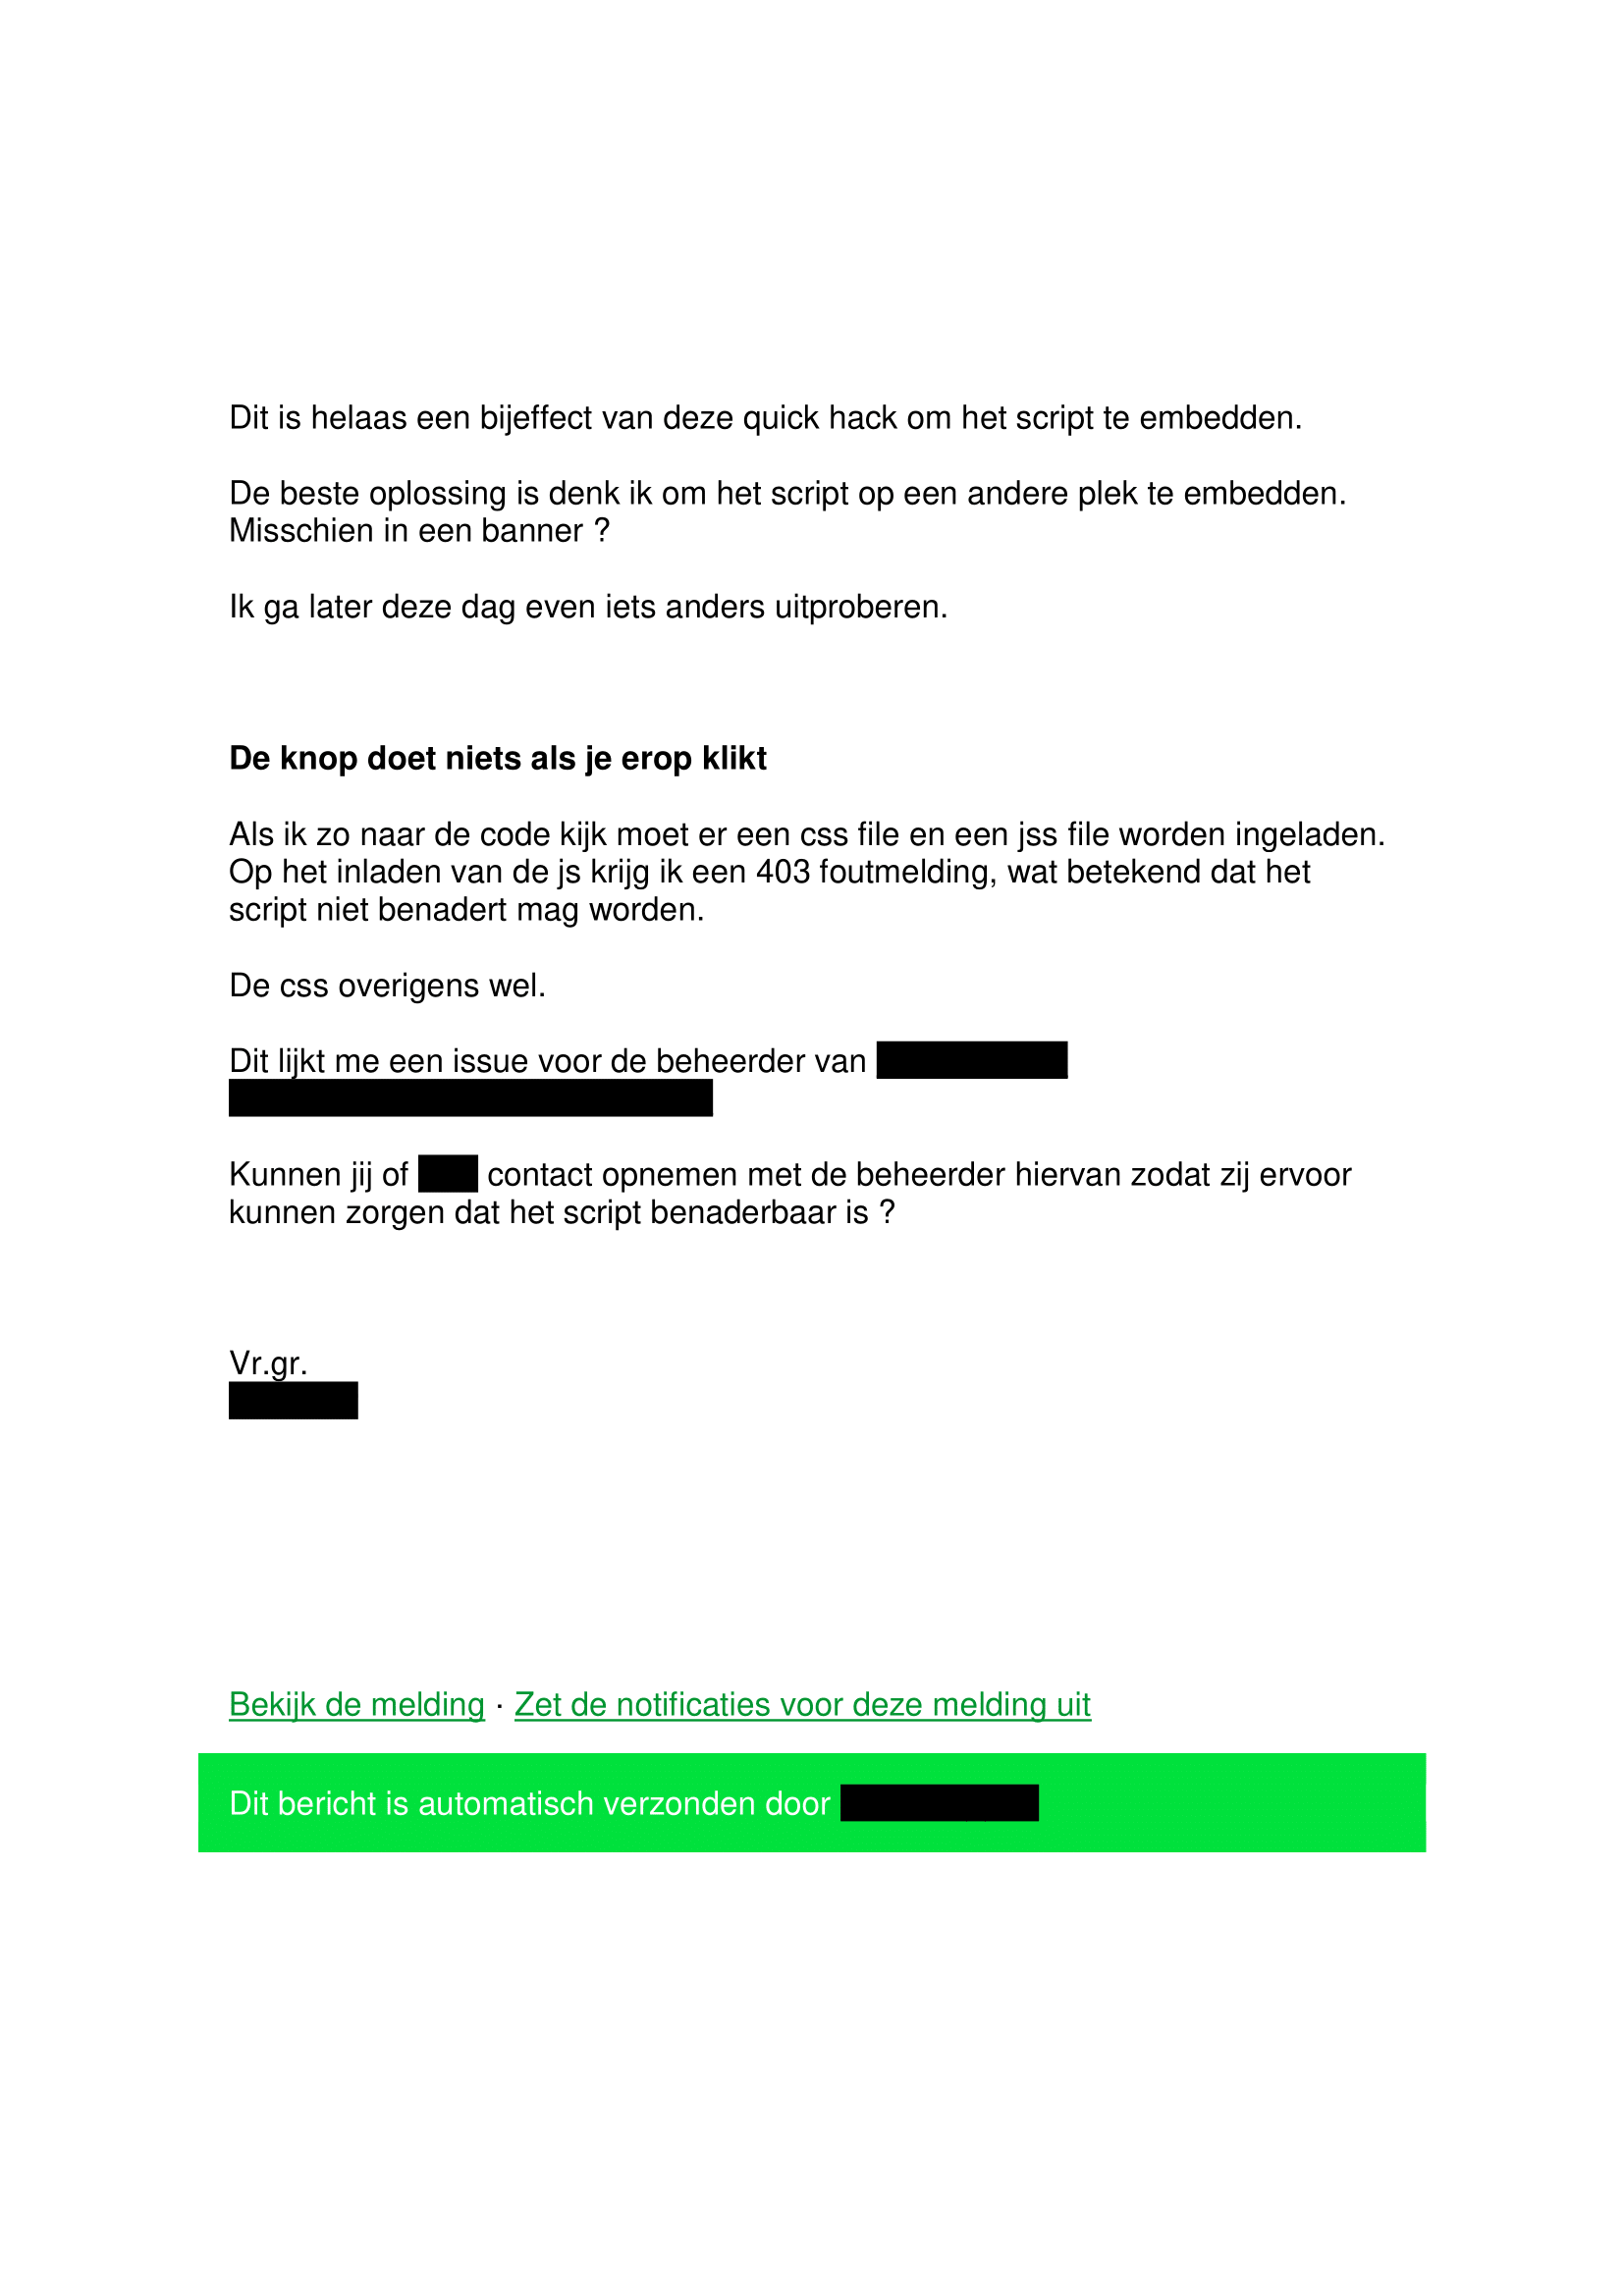 Dit is helaas een bijeffect van deze quick hack om het script te embedden.
De beste oplossing is denk ik om het script op een andere plek te embedden.
Misschien in een banner ?
Ik ga later deze dag even iets anders uitproberen.
De knop doet niets als je erop klikt
Als ik zo naar de code kijk moet er een css file en een jss file worden ingeladen.
Op het inladen van de js krijg ik een 403 foutmelding, wat betekend dat het
script niet benadert mag worden.
De css overigens wel.
Dit lijkt me een issue voor de beheerder van
Kunnen jij of contact opnemen met de beheerder hiervan zodat zij ervoor
kunnen zorgen dat het script benaderbaar is ?
Vr.gr.
Bekijk de melding · Zet de notificaties voor deze melding uit
Dit bericht is automatisch verzonden door